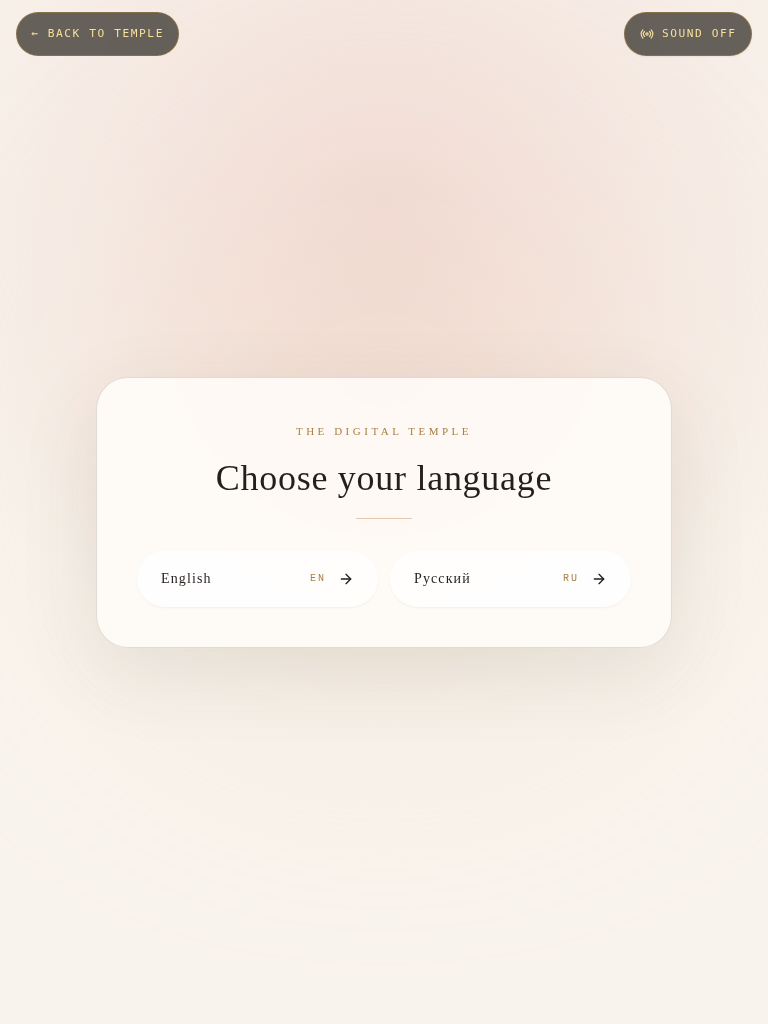 ← BACK TO TEMPLE
SOUND OFF
THE DIGITAL TEMPLE
Choose your language
English EN →
Русский RU →